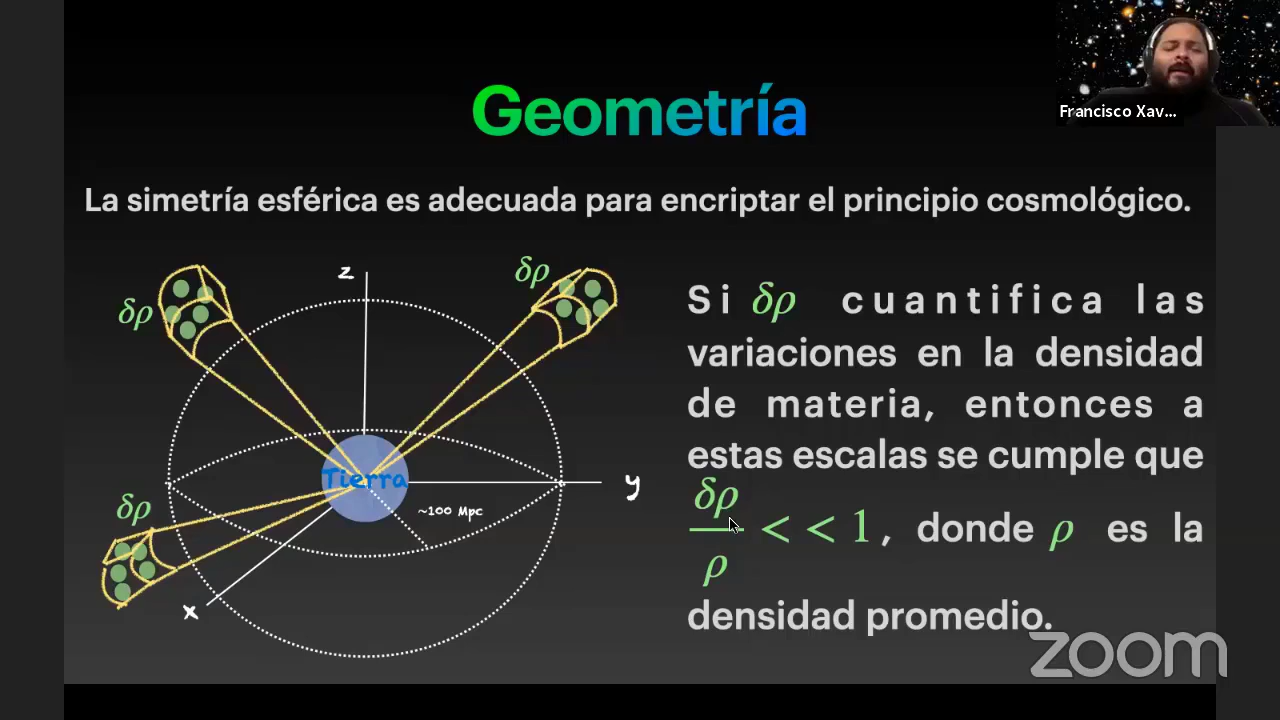 Francisco Xav...
Geometría
La simetría esférica es adecuada para encriptar el principio cosmológico.
z
δρ
δρ
Tierra
y
~100 Mpc
δρ
x
Si δρ cuantifica las
variaciones en la densidad
de materia, entonces a
estas escalas se cumple que
δρ/ρ << 1, donde ρ es la
densidad promedio.
zoom